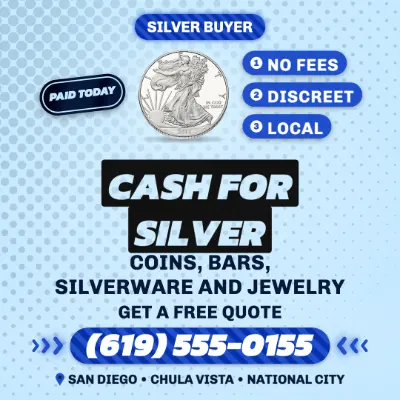 SILVER BUYER
PAID TODAY
1 NO FEES
2 DISCREET
3 LOCAL
CASH FOR
SILVER
COINS, BARS,
SILVERWARE AND JEWELRY
GET A FREE QUOTE
(619) 555-0155
SAN DIEGO • CHULA VISTA • NATIONAL CITY